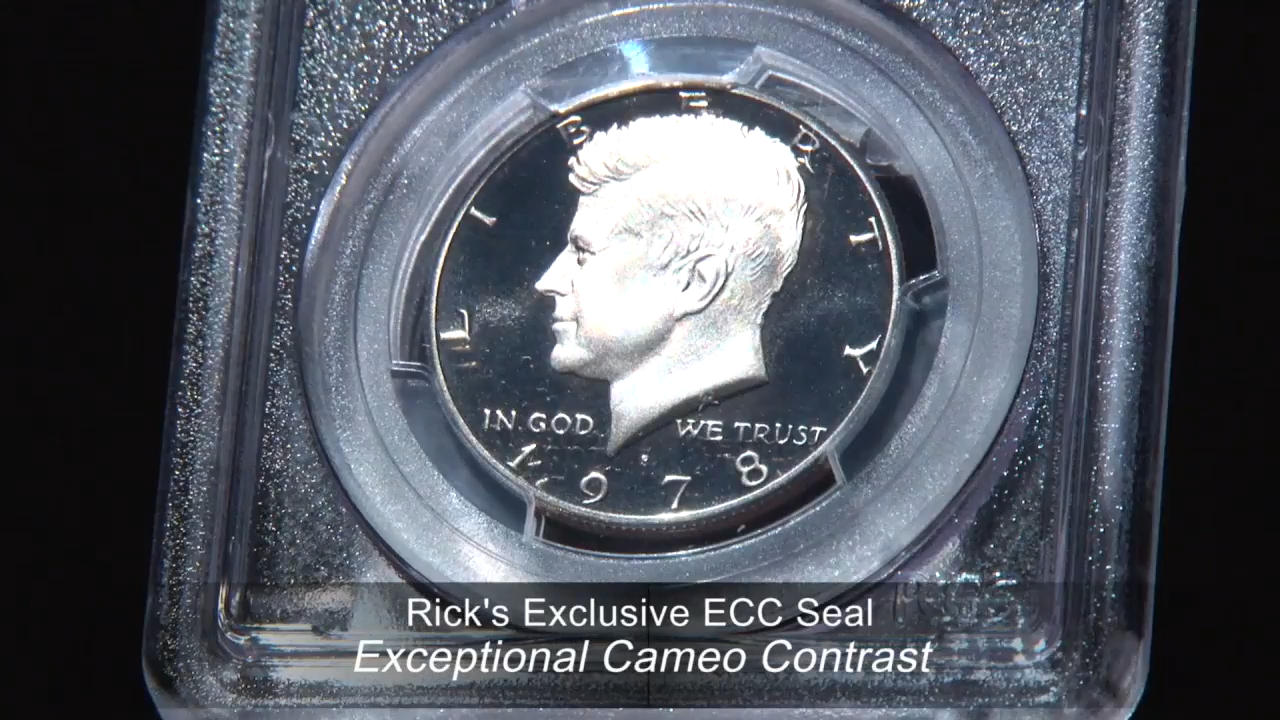 LIBERTY
IN GOD WE TRUST
S
1978
Rick's Exclusive ECC Seal
Exceptional Cameo Contrast